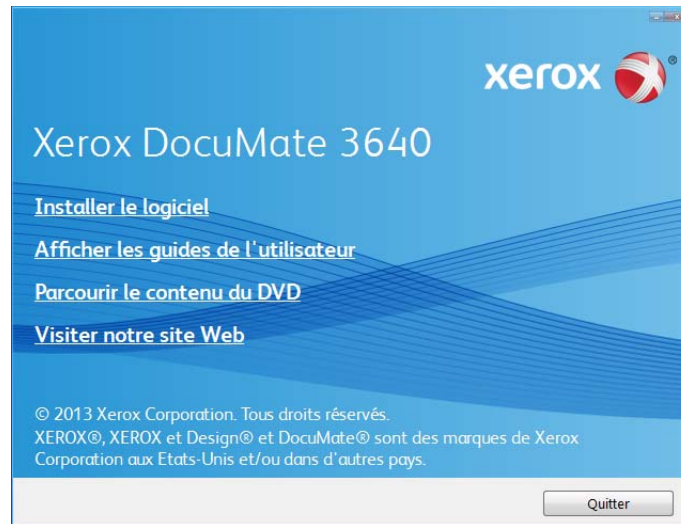 xerox ®
Xerox DocuMate 3640
Installer le logiciel
Afficher les guides de l'utilisateur
Parcourir le contenu du DVD
Visiter notre site Web
© 2013 Xerox Corporation. Tous droits réservés.
XEROX®, XEROX et Design® et DocuMate® sont des marques de Xerox
Corporation aux Etats-Unis et/ou dans d'autres pays.
Quitter